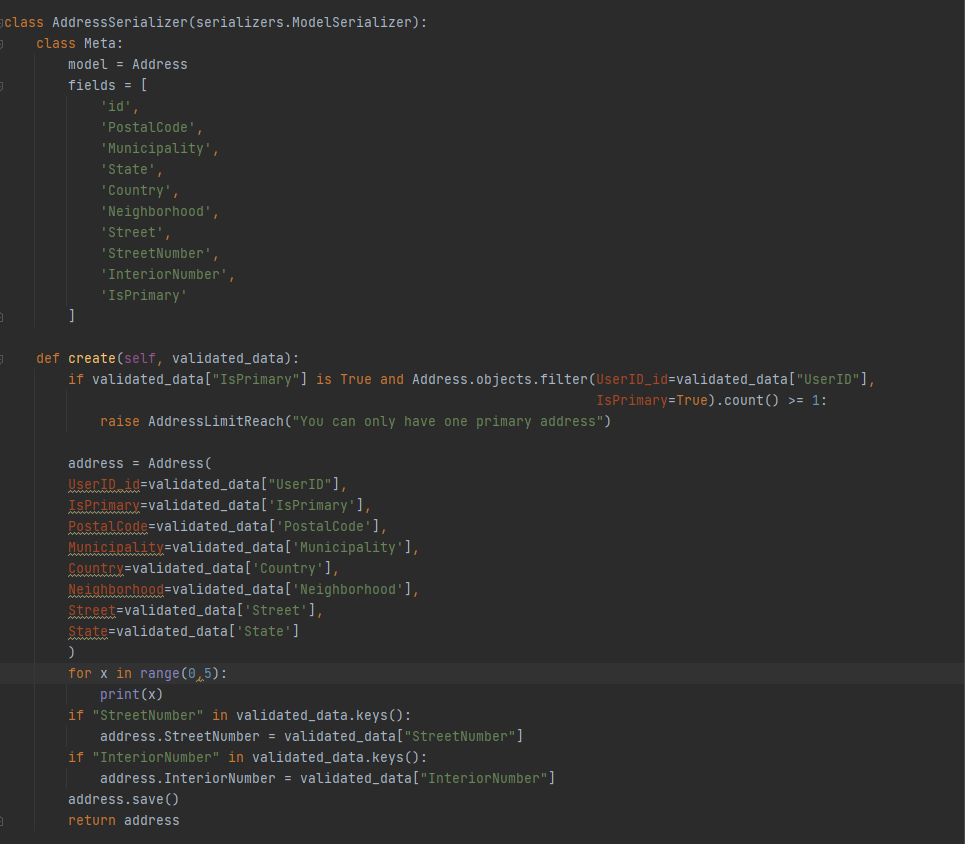 class AddressSerializer(serializers.ModelSerializer):
    class Meta:
        model = Address
        fields = [
            'id',
            'PostalCode',
            'Municipality',
            'State',
            'Country',
            'Neighborhood',
            'Street',
            'StreetNumber',
            'InteriorNumber',
            'IsPrimary'
        ]

    def create(self, validated_data):
        if validated_data["IsPrimary"] is True and Address.objects.filter(UserID_id=validated_data["UserID"],
                                                                          IsPrimary=True).count() >= 1:
            raise AddressLimitReach("You can only have one primary address")

        address = Address(
        UserID_id=validated_data["UserID"],
        IsPrimary=validated_data['IsPrimary'],
        PostalCode=validated_data['PostalCode'],
        Municipality=validated_data['Municipality'],
        Country=validated_data['Country'],
        Neighborhood=validated_data['Neighborhood'],
        Street=validated_data['Street'],
        State=validated_data['State']
        )
        for x in range(0,5):
            print(x)
        if "StreetNumber" in validated_data.keys():
            address.StreetNumber = validated_data["StreetNumber"]
        if "InteriorNumber" in validated_data.keys():
            address.InteriorNumber = validated_data["InteriorNumber"]
        address.save()
        return address